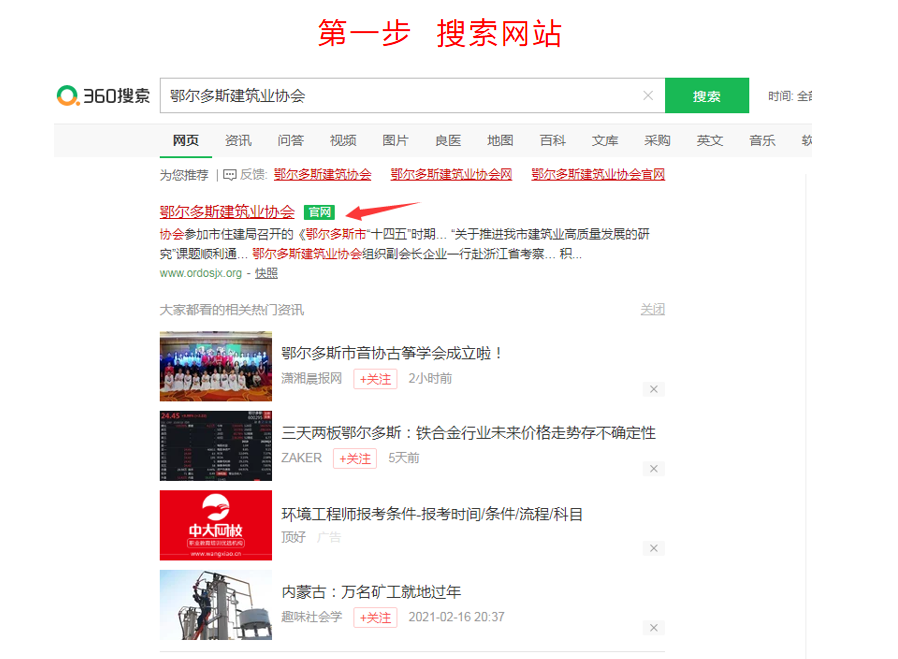 第一步 搜索网站
360搜索 鄂尔多斯建筑业协会 × 搜索 时间: 全部
网页 资讯 问答 视频 图片 良医 地图 百科 文库 采购 英文 音乐 软
为您推荐 反馈: 鄂尔多斯建筑协会 鄂尔多斯建筑业协会网 鄂尔多斯建筑业协会官网
鄂尔多斯建筑业协会 官网
协会参加市住建局召开的《鄂尔多斯市“十四五”时期... “关于推进我市建筑业高质量发展的研
究”课题顺利通... 鄂尔多斯建筑业协会组织副会长企业一行赴浙江省考察... 积...
www.ordosjx.org - 快照
大家都看的相关热门资讯 关闭
鄂尔多斯市音协古筝学会成立啦！
潇湘晨报网 +关注 2小时前
×
24.45
三天两板鄂尔多斯：铁合金行业未来价格走势存不确定性
ZAKER +关注 5天前
×
中大网校
www.wangxiao.cn
环境工程师报考条件-报考时间/条件/流程/科目
顶好 广告
×
内蒙古：万名矿工就地过年
趣味社会学 +关注 2021-02-16 20:37
×